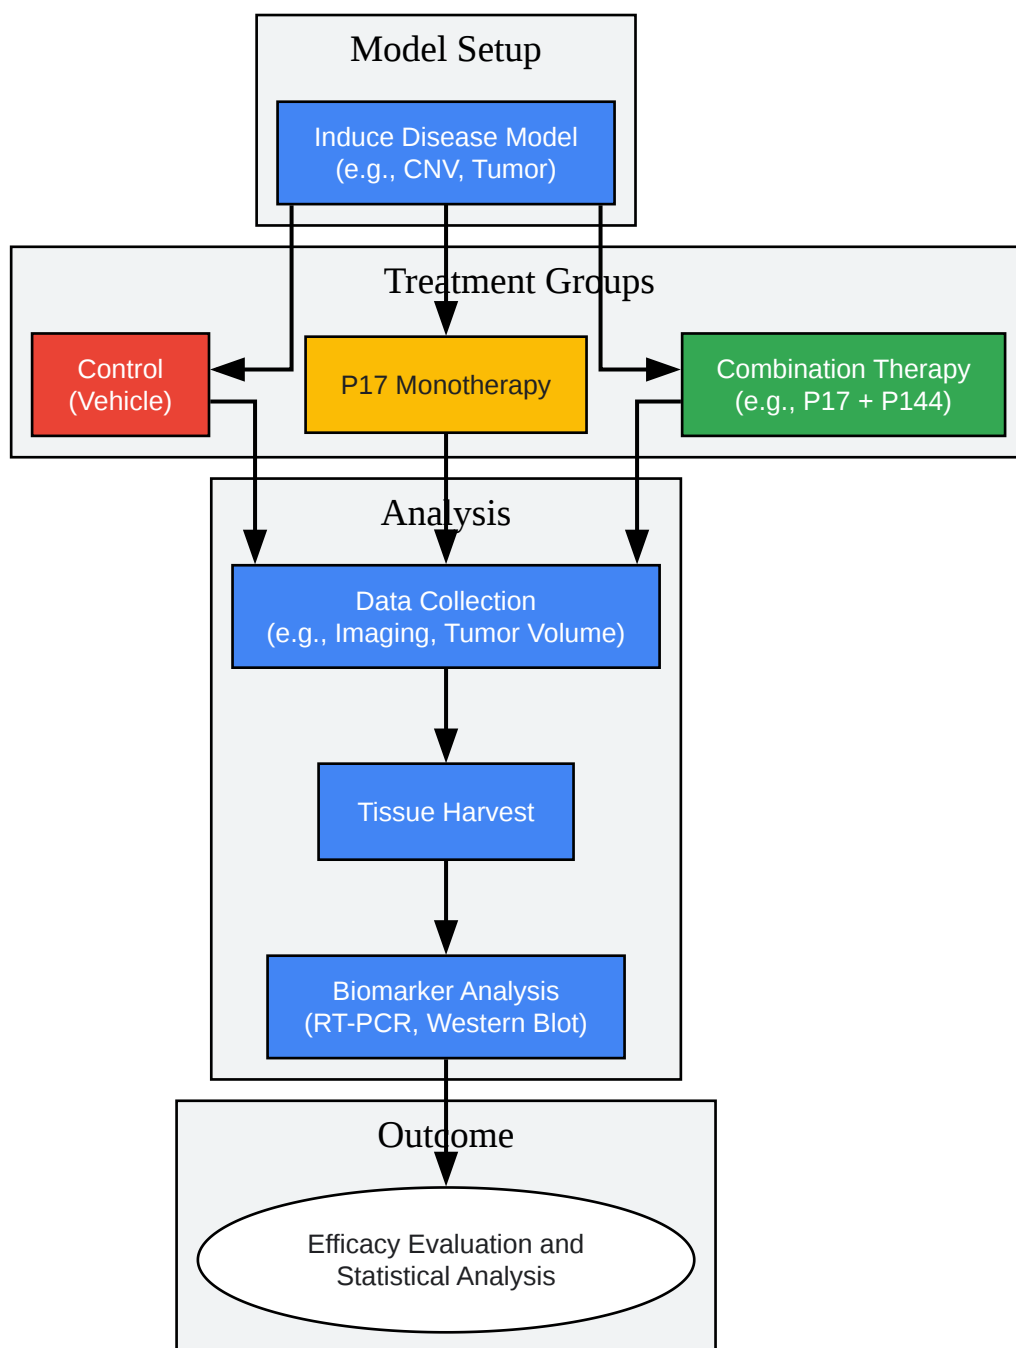 Model Setup
Induce Disease Model
(e.g., CNV, Tumor)
Treatment Groups
Control
(Vehicle)
P17 Monotherapy
Combination Therapy
(e.g., P17 + P144)
Analysis
Data Collection
(e.g., Imaging, Tumor Volume)
Tissue Harvest
Biomarker Analysis
(RT-PCR, Western Blot)
Outcome
Efficacy Evaluation and
Statistical Analysis